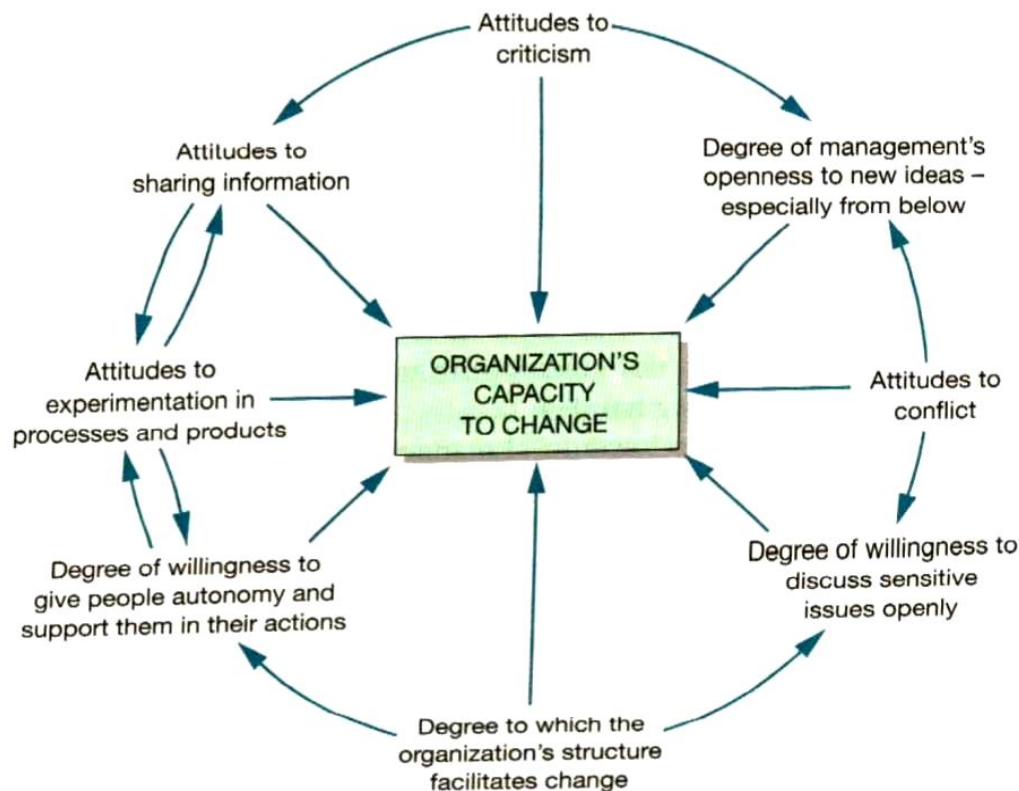 Attitudes to
criticism
Attitudes to
sharing information
Degree of management's
openness to new ideas –
especially from below
ORGANIZATION'S
CAPACITY
TO CHANGE
Attitudes to
experimentation in
processes and products
Attitudes to
conflict
Degree of willingness to
give people autonomy and
support them in their actions
Degree of willingness to
discuss sensitive
issues openly
Degree to which the
organization's structure
facilitates change